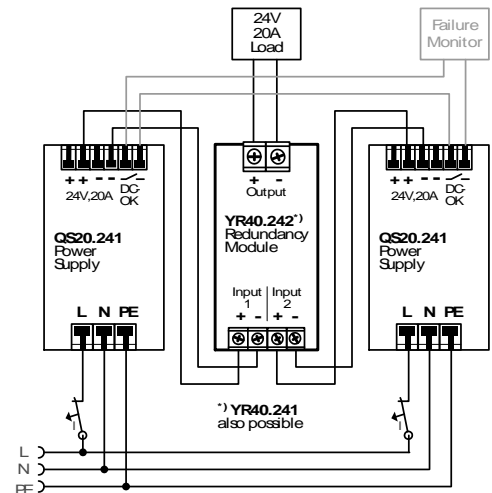 24V
20A
Load
Failure
Monitor
+ + - -
24V,20A
DC-
OK
QS20.241
Power
Supply
L N PE
+ -
Output
YR40.242*)
Redundancy
Module
Input
1
Input
2
+ - + -
+ + - -
24V,20A
DC-
OK
QS20.241
Power
Supply
L N PE
*) YR40.241
also possible
I
I
L
N
PE